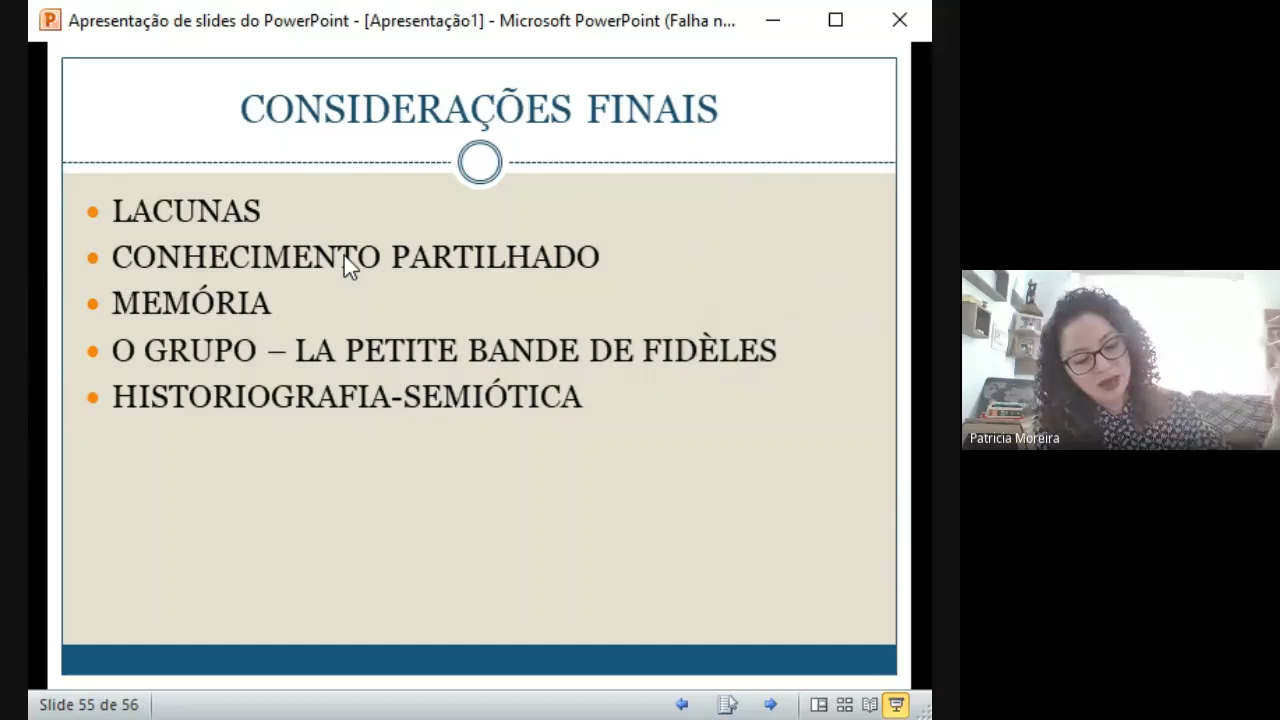 Apresentação de slides do PowerPoint - [Apresentação1] - Microsoft PowerPoint (Falha n...
CONSIDERAÇÕES FINAIS
LACUNAS
CONHECIMENTO PARTILHADO
MEMÓRIA
O GRUPO – LA PETITE BANDE DE FIDÈLES
HISTORIOGRAFIA-SEMIÓTICA
Patricia Moreira
Slide 55 de 56